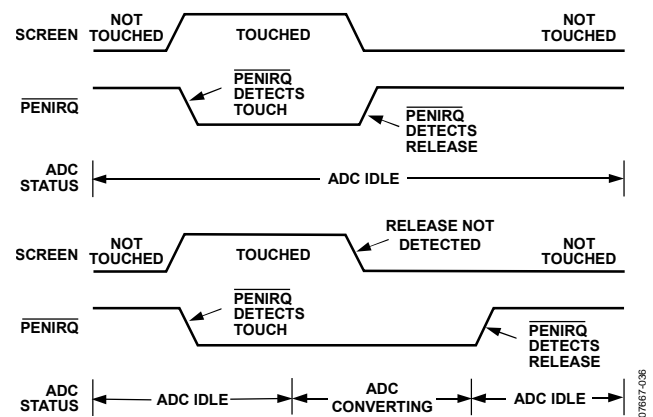 SCREEN
NOT
TOUCHED
TOUCHED
NOT
TOUCHED
PENIRQ
PENIRQ
DETECTS
TOUCH
PENIRQ
DETECTS
RELEASE
ADC
STATUS
ADC IDLE
SCREEN
NOT
TOUCHED
TOUCHED
RELEASE NOT
DETECTED
NOT
TOUCHED
PENIRQ
PENIRQ
DETECTS
TOUCH
PENIRQ
DETECTS
RELEASE
ADC
STATUS
ADC IDLE
ADC
CONVERTING
ADC IDLE
07667-036